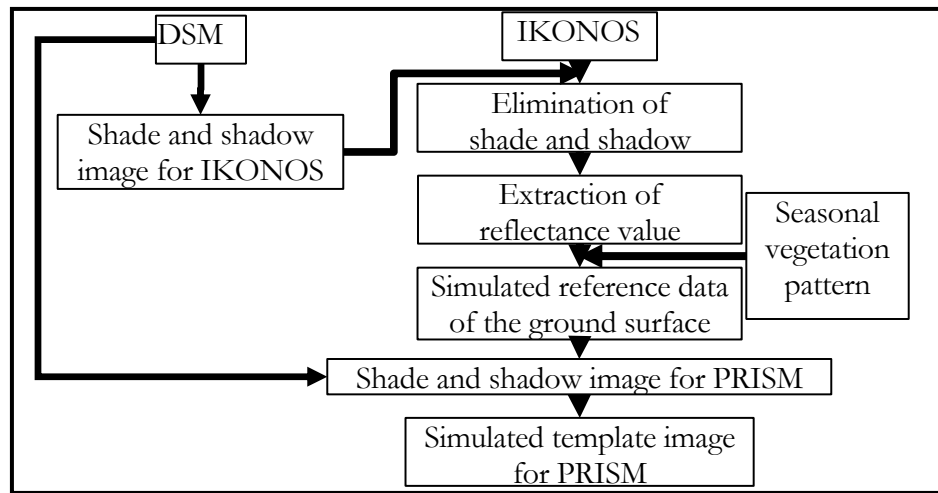 DSM
IKONOS
Shade and shadow
image for IKONOS
Elimination of
shade and shadow
Extraction of
reflectance value
Seasonal
vegetation
pattern
Simulated reference data
of the ground surface
Shade and shadow image for PRISM
Simulated template image
for PRISM